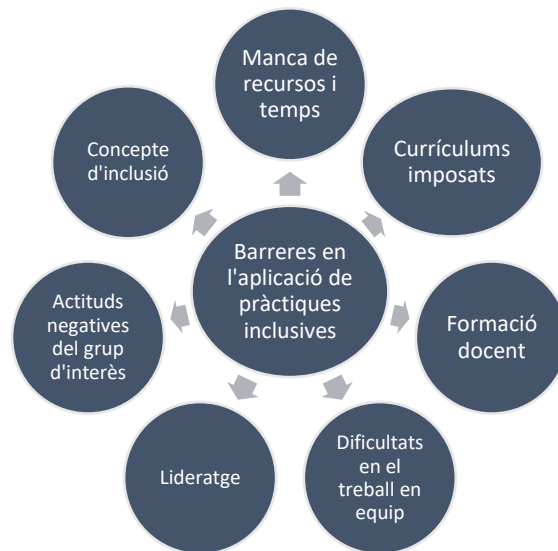 Manca de
recursos i
temps
Currículums
imposats
Formació
docent
Dificultats
en el
treball en
equip
Lideratge
Actituds
negatives
del grup
d'interès
Concepte
d'inclusió
Barreres en
l'aplicació de
pràctiques
inclusives